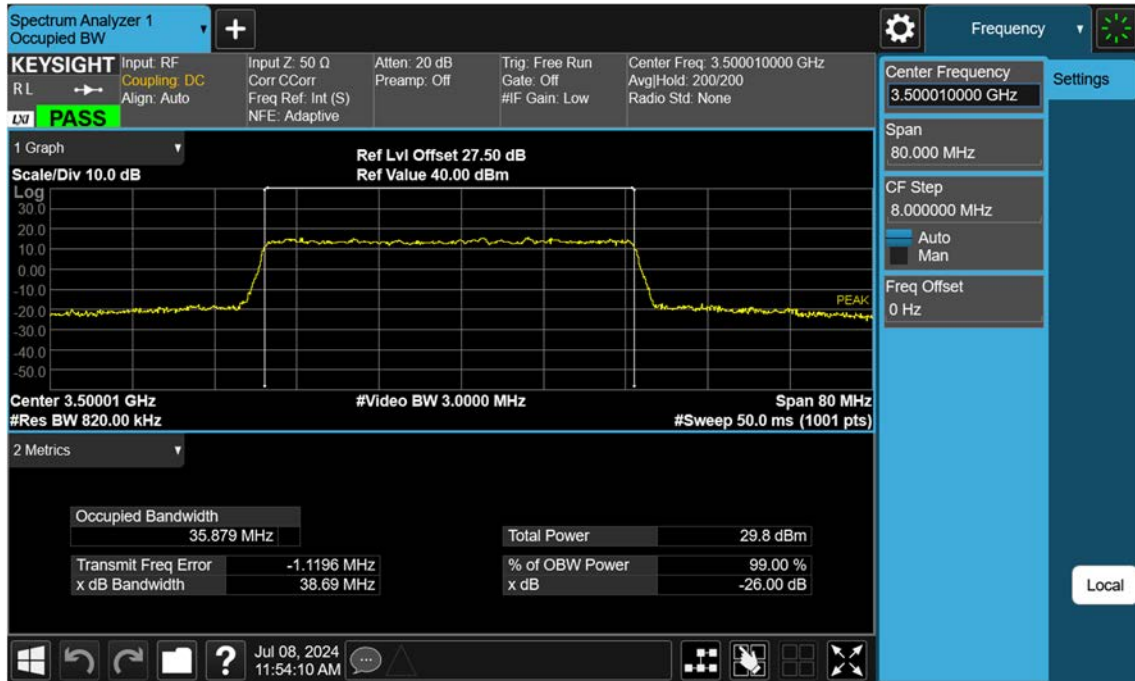 Spectrum Analyzer 1
Occupied BW
+
Frequency
KEYSIGHT
R L
LXI PASS
Input: RF
Coupling: DC
Align: Auto
Input Z: 50 Ω
Corr CCorr
Freq Ref: Int (S)
NFE: Adaptive
Atten: 20 dB
Preamp: Off
Trig: Free Run
Gate: Off
#IF Gain: Low
Center Freq: 3.500010000 GHz
Avg|Hold: 200/200
Radio Std: None
Center Frequency
3.500010000 GHz
Settings
Span
80.000 MHz
CF Step
8.000000 MHz
Auto
Man
Freq Offset
0 Hz
Local
1 Graph
Ref Lvl Offset 27.50 dB
Scale/Div 10.0 dB
Ref Value 40.00 dBm
Log
30.0
20.0
10.0
0.00
-10.0
-20.0
-30.0
-40.0
-50.0
PEAK
Center 3.50001 GHz
#Video BW 3.0000 MHz
Span 80 MHz
#Res BW 820.00 kHz
#Sweep 50.0 ms (1001 pts)
2 Metrics
Occupied Bandwidth
35.879 MHz
Total Power 29.8 dBm
Transmit Freq Error -1.1196 MHz
% of OBW Power 99.00 %
x dB Bandwidth 38.69 MHz
x dB -26.00 dB
?
Jul 08, 2024
11:54:10 AM